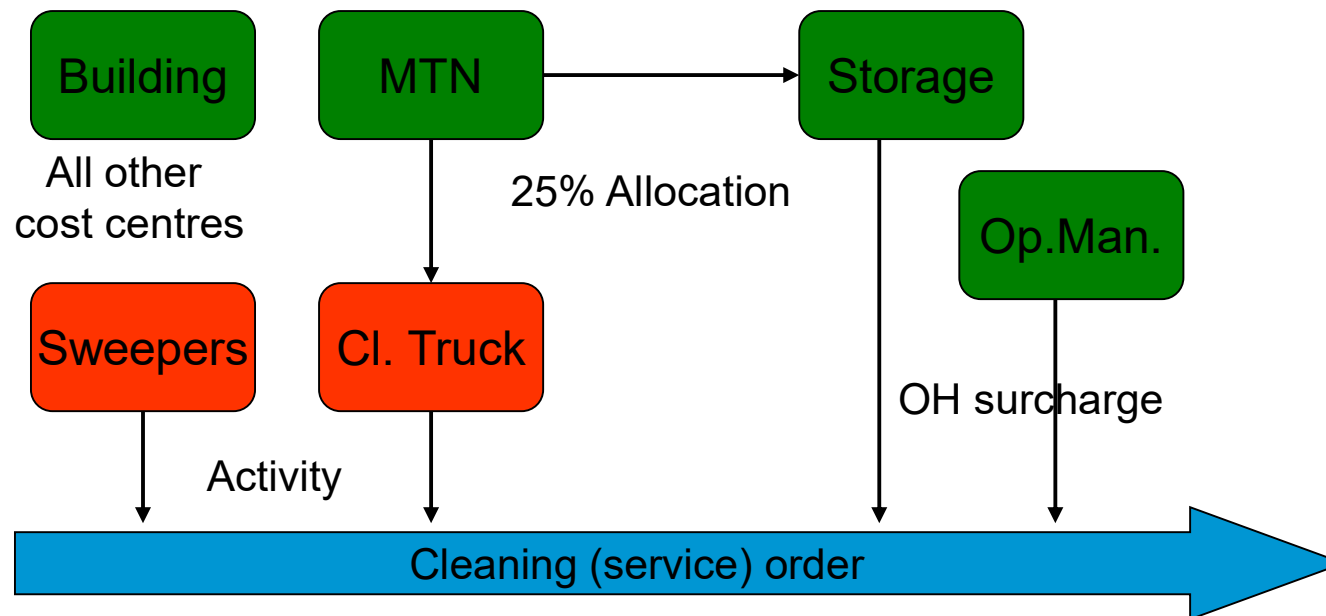 Building
MTN
Storage
All other
cost centres
25% Allocation
Op.Man.
Sweepers
Cl. Truck
OH surcharge
Activity
Cleaning (service) order